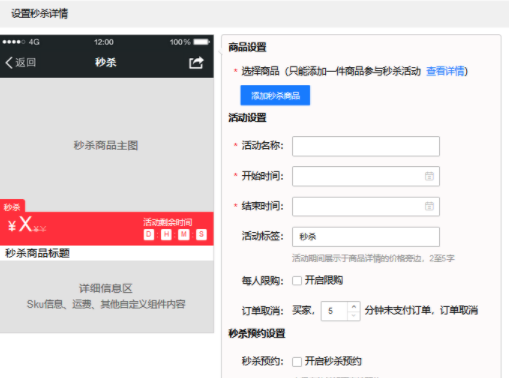 设置秒杀详情
4G 12:00 100%
返回 秒杀
秒杀商品主图
秒杀
¥X¥¥ 活动剩余时间
D : H : M : S
秒杀商品标题
详细信息区
Sku信息、运费、其他自定义组件内容
商品设置
* 选择商品（只能添加一件商品参与秒杀活动 查看详情）
添加秒杀商品
活动设置
* 活动名称：
* 开始时间：
* 结束时间：
活动标签： 秒杀
活动期间展示于商品详情的价格旁边，2至5字
每人限购： 开启限购
订单取消： 买家， 5 分钟未支付订单，订单取消
秒杀预约设置
秒杀预约： 开启秒杀预约